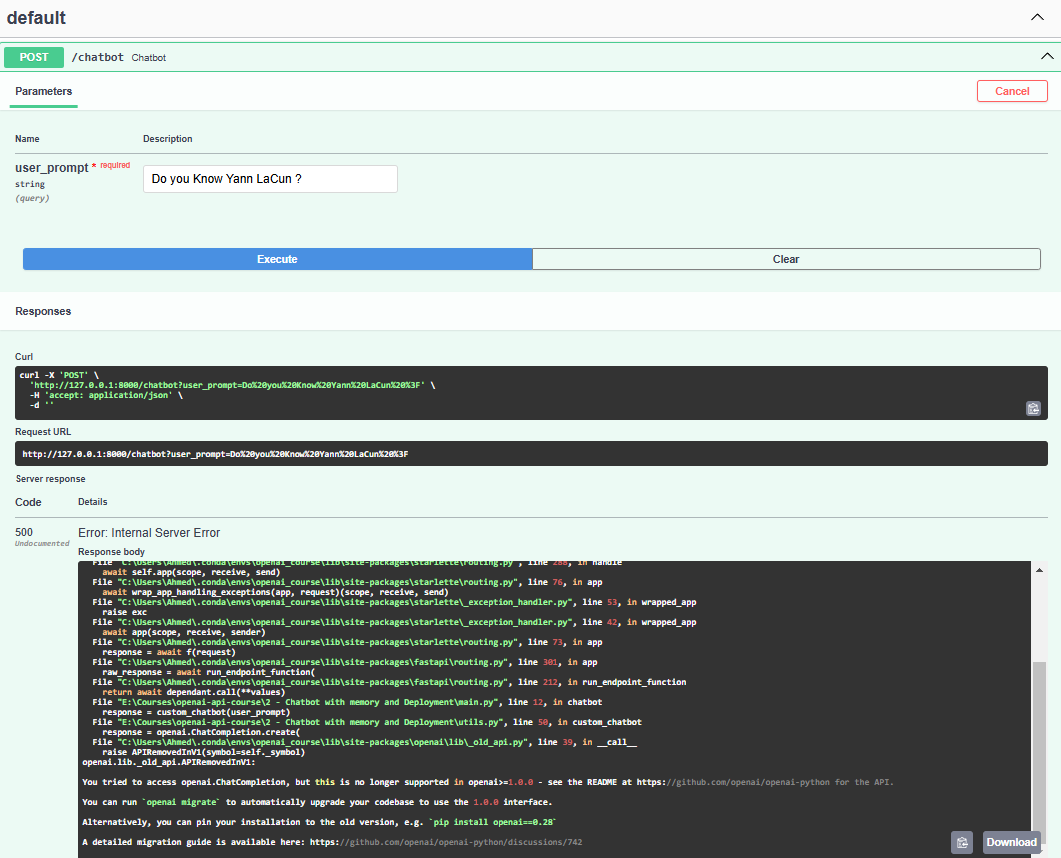 default
POST /chatbot Chatbot
Parameters
Cancel
Name Description
user_prompt * required
string
(query)
Do you Know Yann LaCun ?
Execute
Clear
Responses
Curl
curl -X 'POST' \
'http://127.0.0.1:8000/chatbot?user_prompt=Do%20you%20Know%20Yann%20LaCun%20%3F' \
-H 'accept: application/json' \
-d ''
Request URL
http://127.0.0.1:8000/chatbot?user_prompt=Do%20you%20Know%20Yann%20LaCun%20%3F
Server response
Code Details
500
Undocumented
Error: Internal Server Error
Response body
File "C:\Users\Ahmed\.conda\envs\openai_course\lib\site-packages\starlette\routing.py", line 288, in handle
await self.app(scope, receive, send)
File "C:\Users\Ahmed\.conda\envs\openai_course\lib\site-packages\starlette\routing.py", line 76, in app
await wrap_app_handling_exceptions(app, request)(scope, receive, send)
File "C:\Users\Ahmed\.conda\envs\openai_course\lib\site-packages\starlette\_exception_handler.py", line 53, in wrapped_app
raise exc
File "C:\Users\Ahmed\.conda\envs\openai_course\lib\site-packages\starlette\_exception_handler.py", line 42, in wrapped_app
await app(scope, receive, sender)
File "C:\Users\Ahmed\.conda\envs\openai_course\lib\site-packages\starlette\routing.py", line 73, in app
response = await f(request)
File "C:\Users\Ahmed\.conda\envs\openai_course\lib\site-packages\fastapi\routing.py", line 301, in app
raw_response = await run_endpoint_function(
File "C:\Users\Ahmed\.conda\envs\openai_course\lib\site-packages\fastapi\routing.py", line 212, in run_endpoint_function
return await dependant.call(**values)
File "E:\Courses\openai-api-course\2 - Chatbot with memory and Deployment\main.py", line 12, in chatbot
response = custom_chatbot(user_prompt)
File "E:\Courses\openai-api-course\2 - Chatbot with memory and Deployment\utils.py", line 50, in custom_chatbot
response = openai.ChatCompletion.create(
File "C:\Users\Ahmed\.conda\envs\openai_course\lib\site-packages\openai\lib\_old_api.py", line 39, in __call__
raise APIRemovedInV1(symbol=self._symbol)
openai.lib._old_api.APIRemovedInV1:
You tried to access openai.ChatCompletion, but this is no longer supported in openai>=1.0.0 - see the README at https://github.com/openai/openai-python for the API.
You can run `openai migrate` to automatically upgrade your codebase to use the 1.0.0 interface.
Alternatively, you can pin your installation to the old version, e.g. `pip install openai==0.28`
A detailed migration guide is available here: https://github.com/openai/openai-python/discussions/742
Download